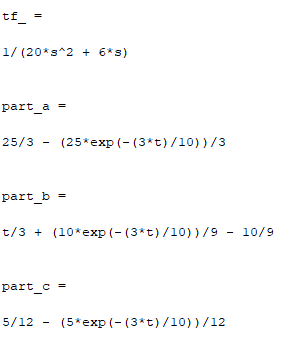 tf_ =
1/(20*s^2 + 6*s)
part_a =
25/3 - (25*exp(-(3*t)/10))/3
part_b =
t/3 + (10*exp(-(3*t)/10))/9 - 10/9
part_c =
5/12 - (5*exp(-(3*t)/10))/12